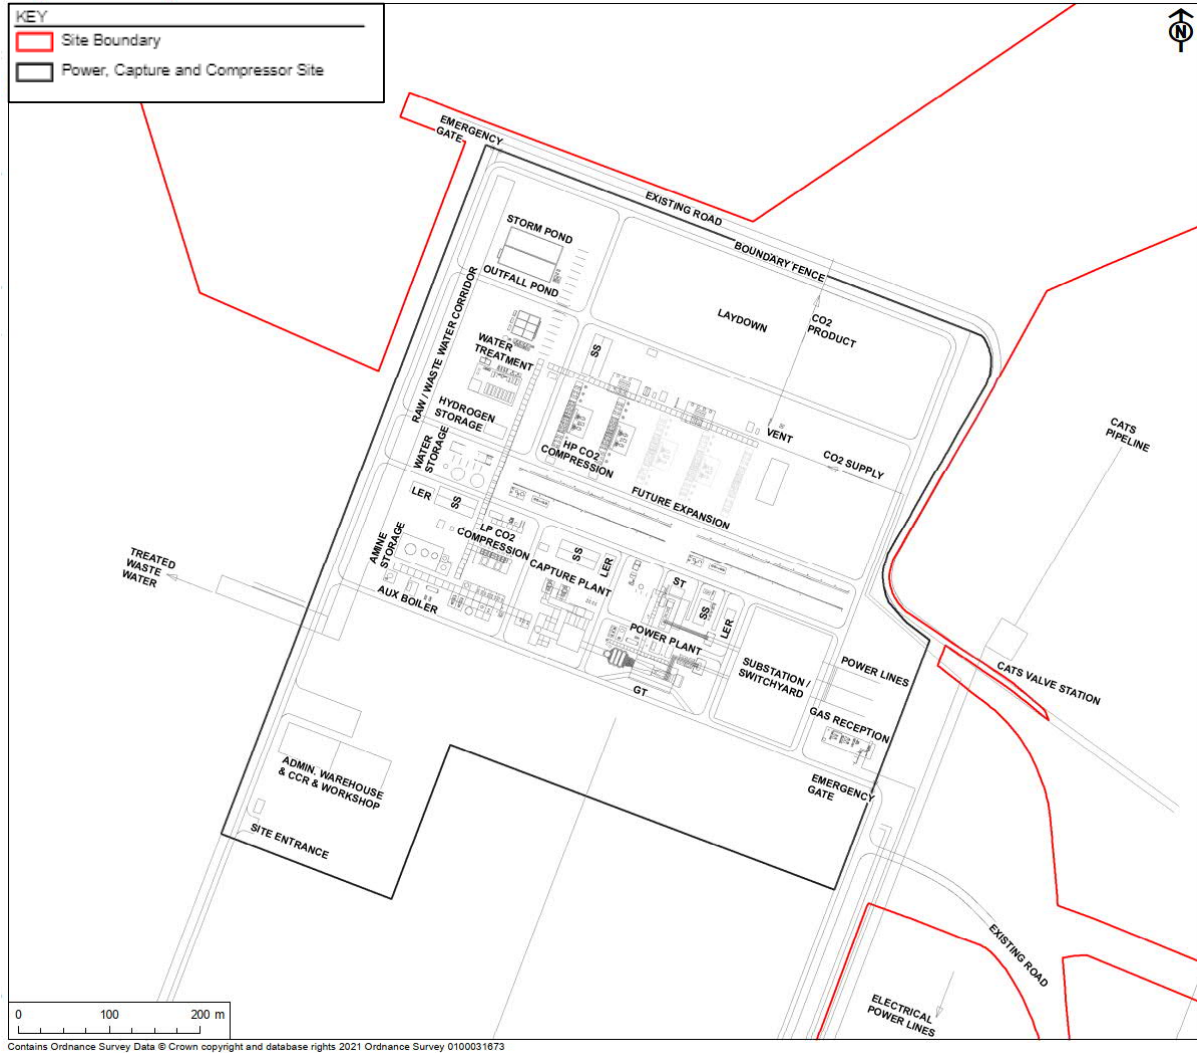 KEY
Site Boundary
Power, Capture and Compressor Site
N
EMERGENCY
GATE
EXISTING ROAD
BOUNDARY FENCE
STORM POND
OUTFALL POND
RAW / WASTE WATER CORRIDOR
LAYDOWN
CO2
PRODUCT
WATER
TREATMENT
SS
HYDROGEN
STORAGE
WATER
STORAGE
HP CO2
COMPRESSION
VENT
CO2 SUPPLY
CATS
PIPELINE
FUTURE EXPANSION
LER
SS
AMINE
STORAGE
LP CO2
COMPRESSION
SS
LER
CAPTURE PLANT
TREATED
WASTE
WATER
AUX BOILER
ST
SS
LER
POWER PLANT
GT
SUBSTATION /
SWITCHYARD
POWER LINES
CATS VALVE STATION
GAS RECEPTION
EMERGENCY
GATE
ADMIN, WAREHOUSE
& CCR & WORKSHOP
SITE ENTRANCE
EXISTING ROAD
ELECTRICAL
POWER LINES
0 100 200 m
Contains Ordnance Survey Data © Crown copyright and database rights 2021 Ordnance Survey 0100031673